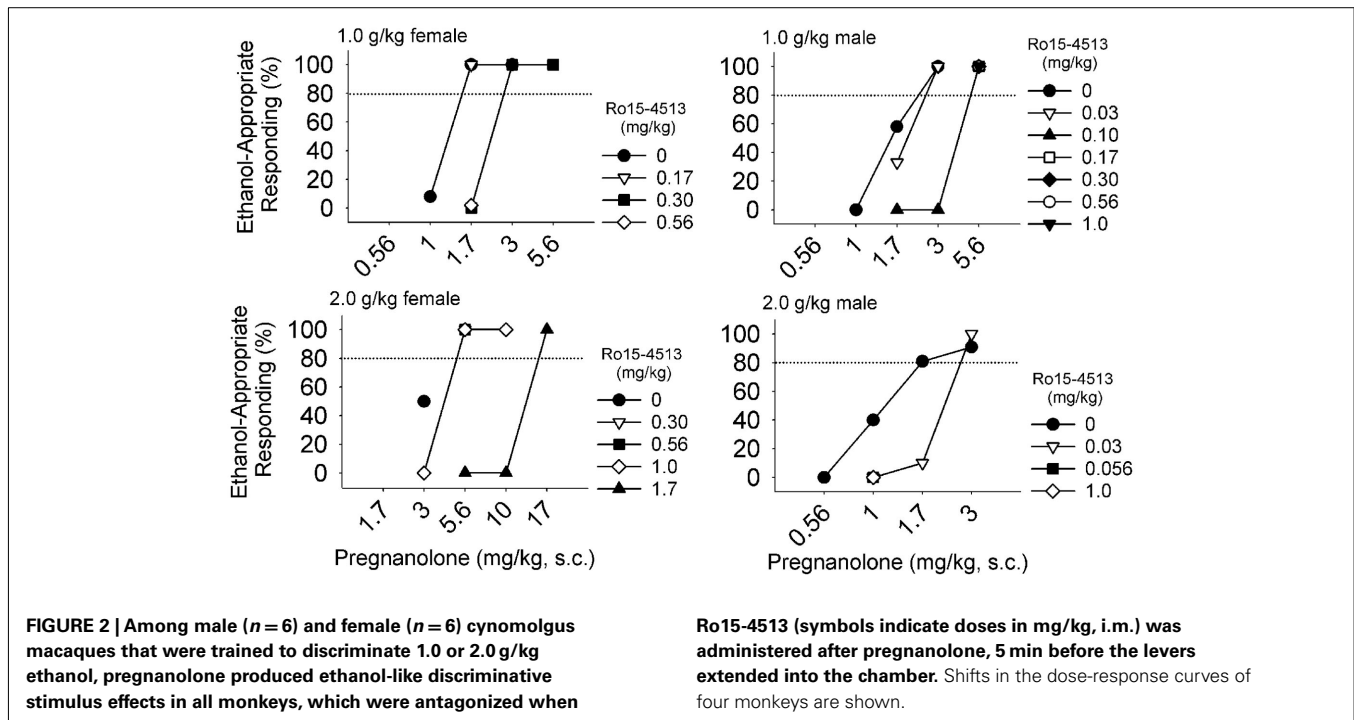 1.0 g/kg female
Ethanol-Appropriate
Responding (%)
100
80
60
40
20
0
0.56
1
1.7
3
5.6
Ro15-4513
(mg/kg)
0
0.17
0.30
0.56
1.0 g/kg male
100
80
60
40
20
0
0.56
1
1.7
3
5.6
Ro15-4513
(mg/kg)
0
0.03
0.10
0.17
0.30
0.56
1.0
2.0 g/kg female
Ethanol-Appropriate
Responding (%)
100
80
60
40
20
0
1.7
3
5.6
10
17
Pregnanolone (mg/kg, s.c.)
Ro15-4513
(mg/kg)
0
0.30
0.56
1.0
1.7
2.0 g/kg male
100
80
60
40
20
0
0.56
1
1.7
3
Pregnanolone (mg/kg, s.c.)
Ro15-4513
(mg/kg)
0
0.03
0.056
1.0
FIGURE 2 | Among male (n = 6) and female (n = 6) cynomolgus
macaques that were trained to discriminate 1.0 or 2.0 g/kg
ethanol, pregnanolone produced ethanol-like discriminative
stimulus effects in all monkeys, which were antagonized when
Ro15-4513 (symbols indicate doses in mg/kg, i.m.) was
administered after pregnanolone, 5 min before the levers
extended into the chamber. Shifts in the dose-response curves of
four monkeys are shown.